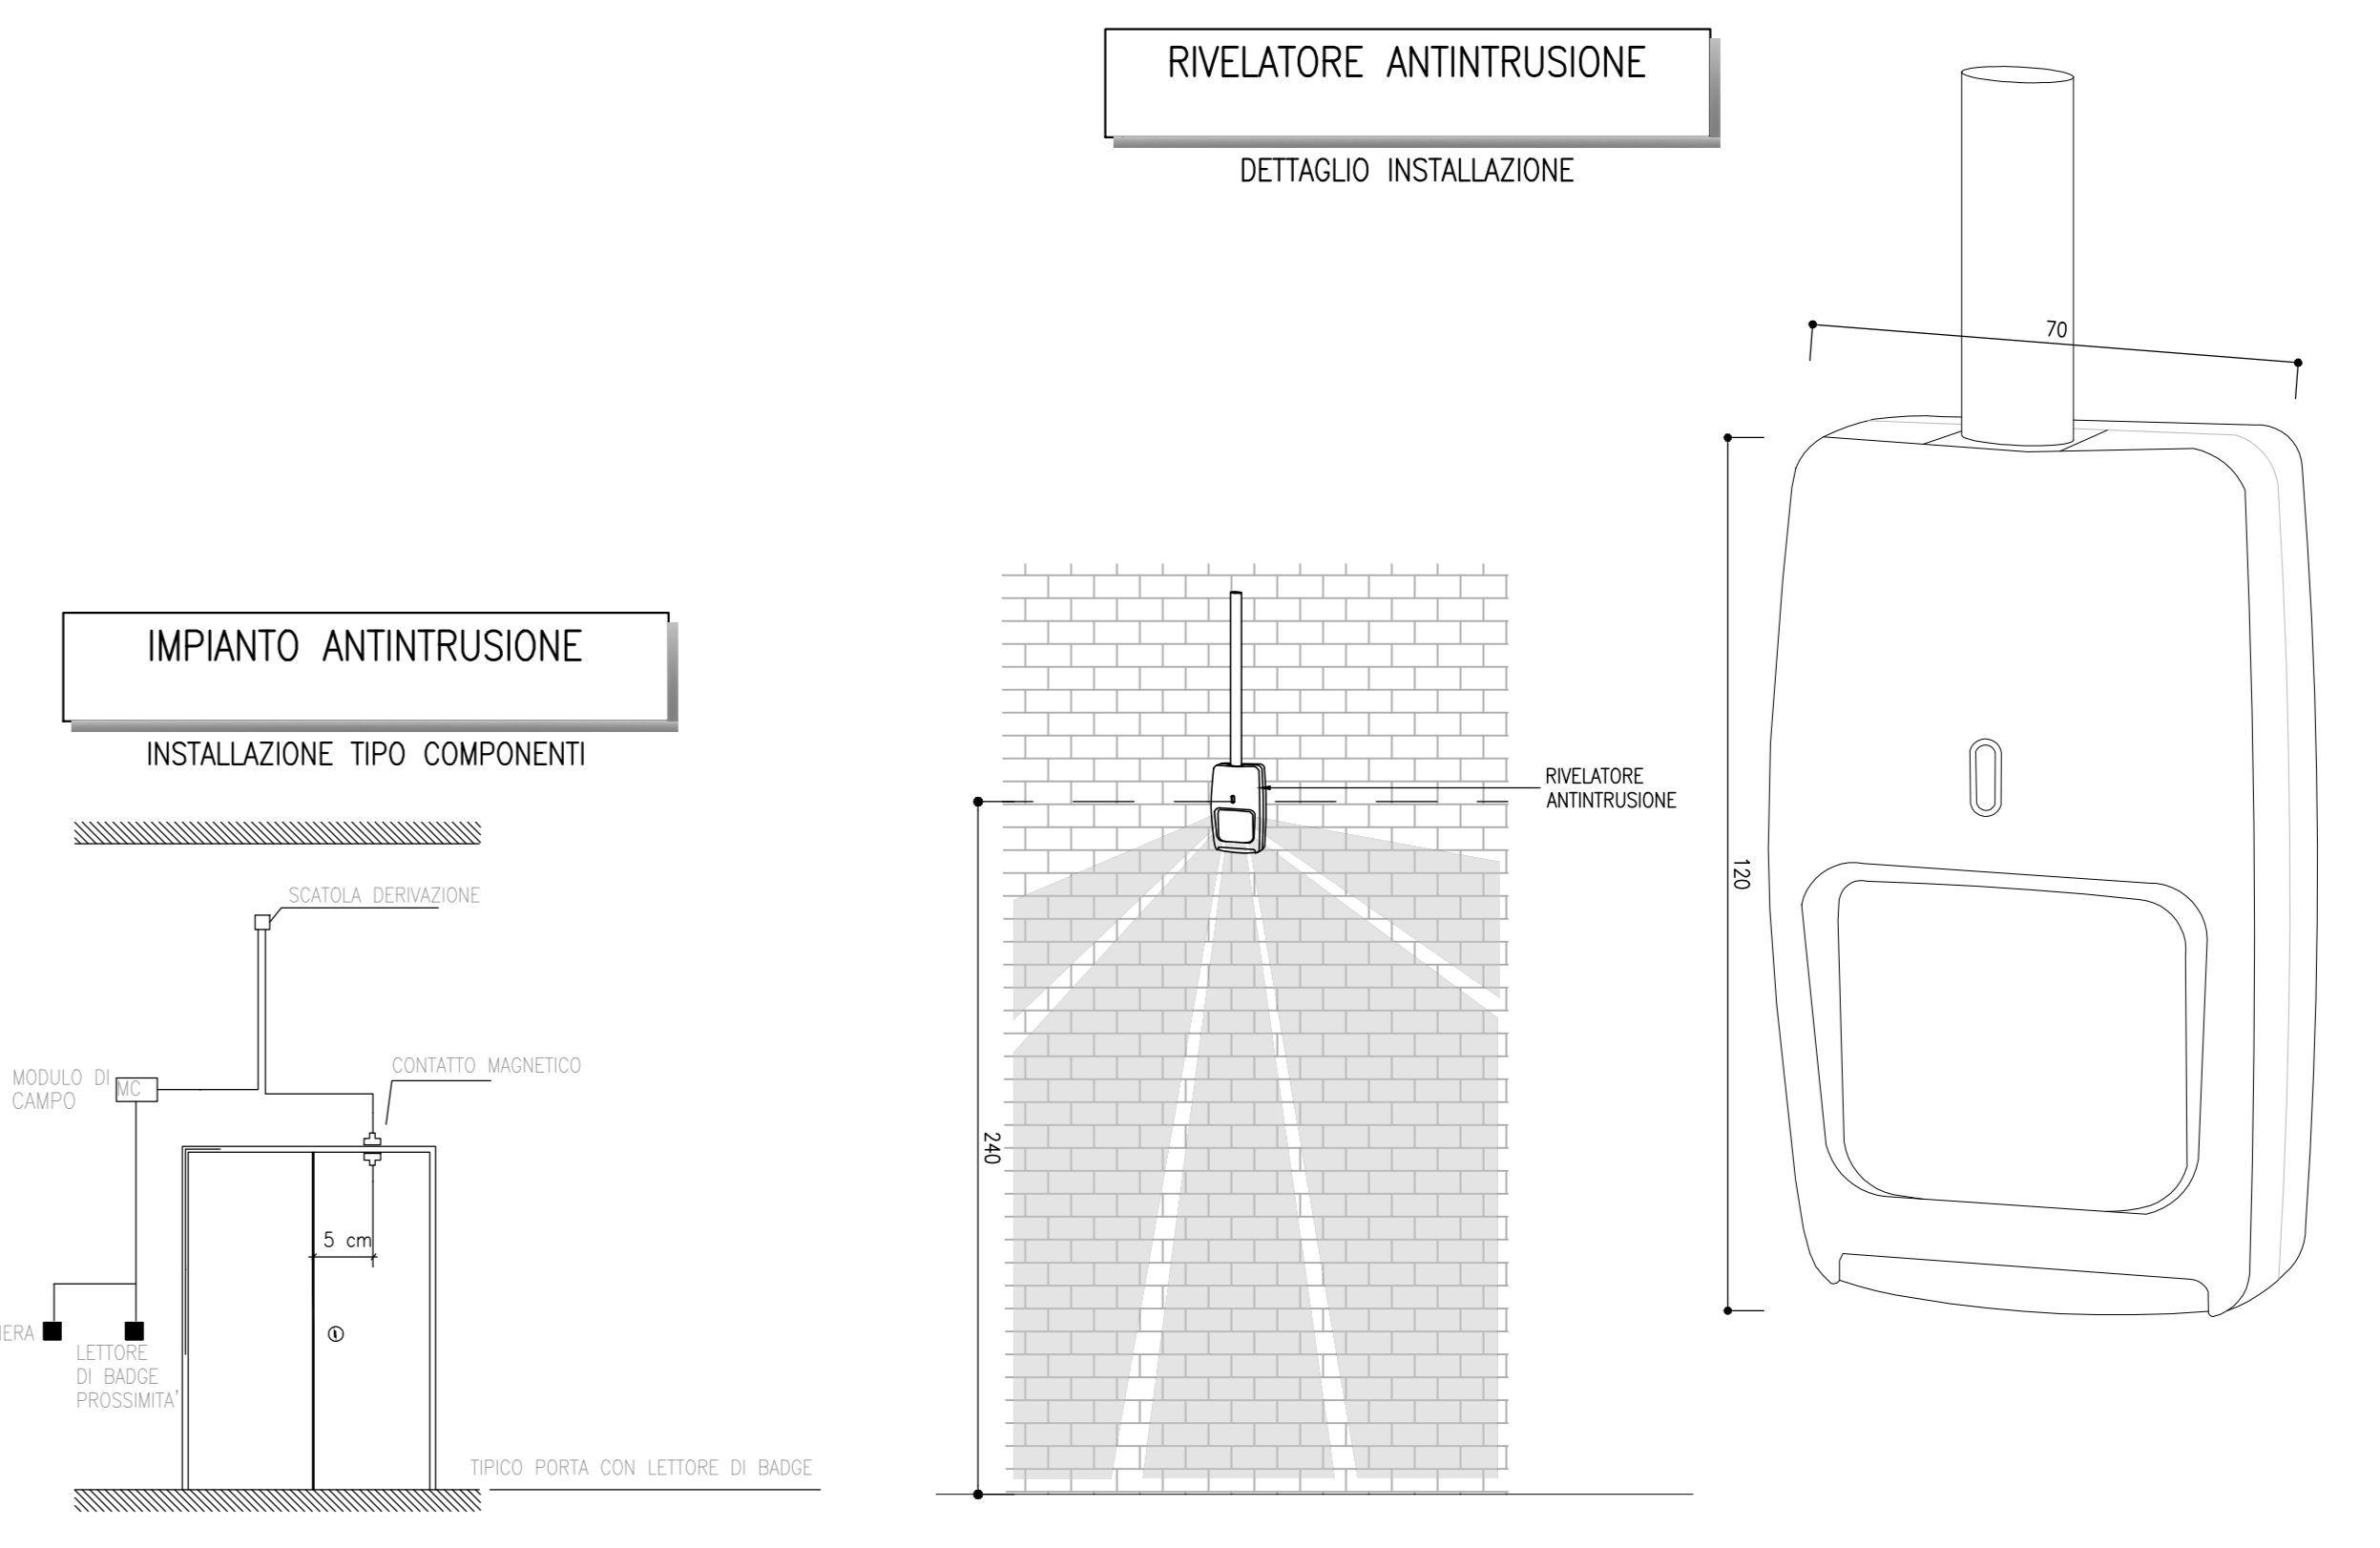 RIVELATORE ANTINTRUSIONE
DETTAGLIO INSTALLAZIONE
70
120
RIVELATORE
ANTINTRUSIONE
240
IMPIANTO ANTINTRUSIONE
INSTALLAZIONE TIPO COMPONENTI
SCATOLA DERIVAZIONE
CONTATTO MAGNETICO
MODULO DI
CAMPO
MC
5 cm
LETTORE
DI BADGE
PROSSIMITA'
TIPICO PORTA CON LETTORE DI BADGE